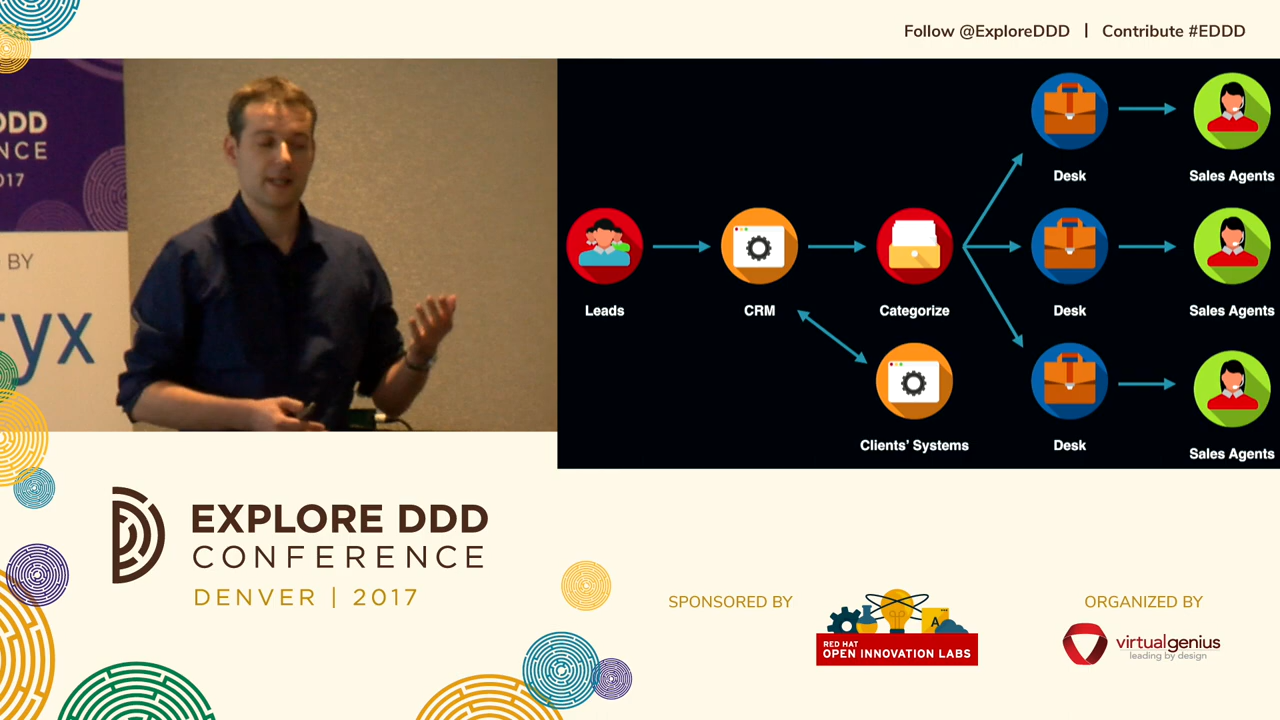 Follow @ExploreDDD | Contribute #EDDD
DDD
NCE
017
BY
ryx
Desk
Sales Agents
Leads
CRM
Categorize
Desk
Sales Agents
Clients' Systems
Desk
Sales Agents
EXPLORE DDD
CONFERENCE
DENVER | 2017
SPONSORED BY
RED HAT
OPEN INNOVATION LABS
A
ORGANIZED BY
virtualgenius
leading by design